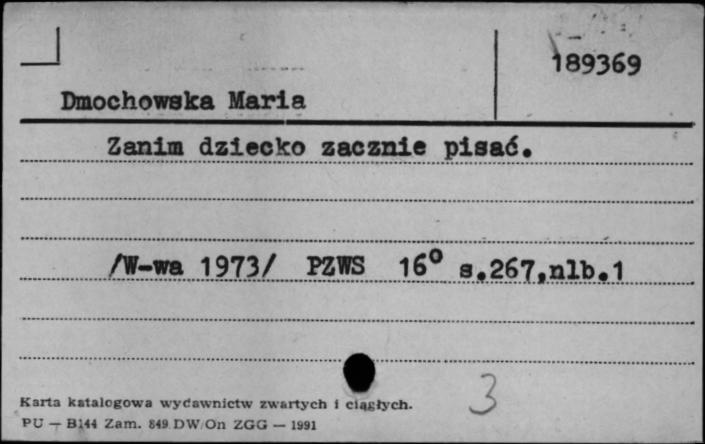 189369
Dmochowska Maria
Zanim dziecko zacznie pisać.
/W-wa 1973/ PZWS 16° s.267,nlb.1
3
Karta katalogowa wydawnictw zwartych i ciągłych.
PU — B144 Zam. 849 DW/On ZGG — 1991